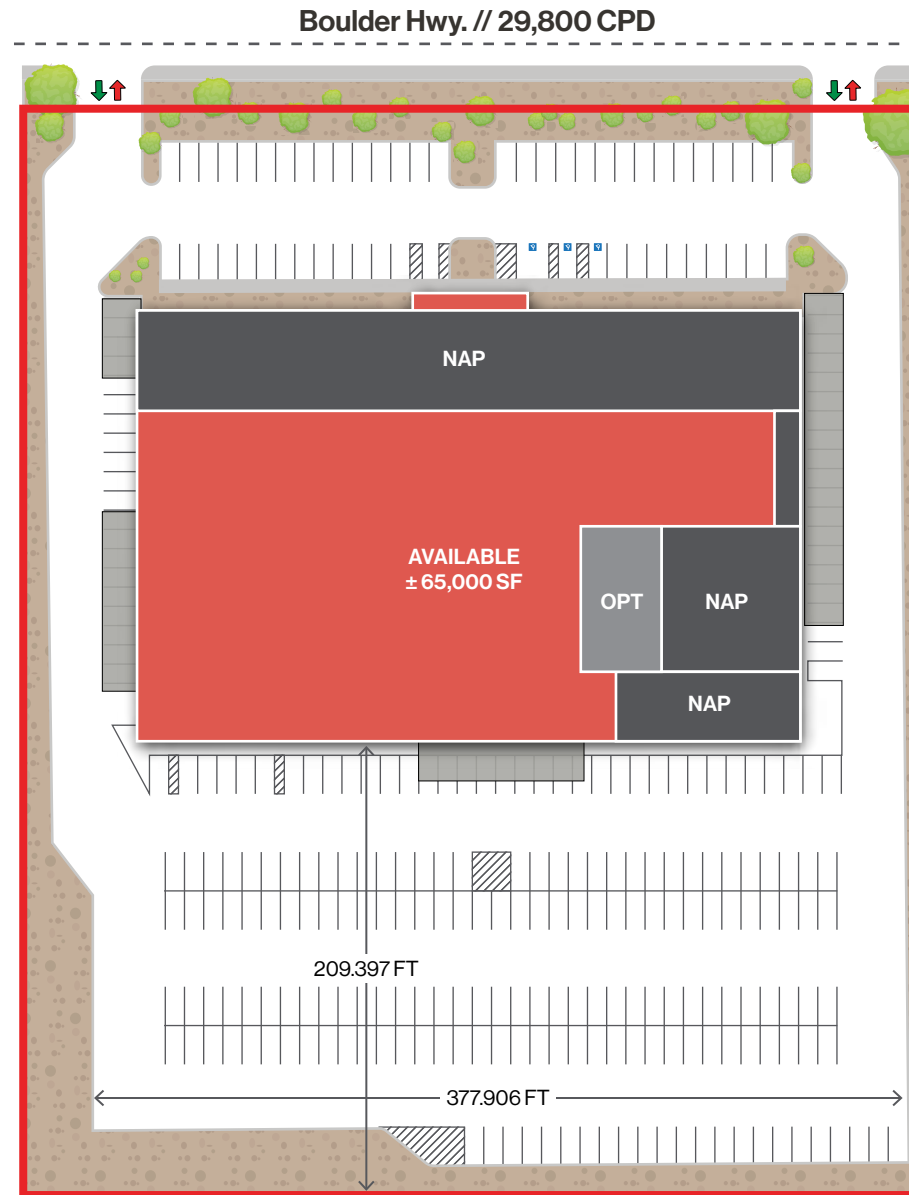 Boulder Hwy. // 29,800 CPD
NAP
AVAILABLE
± 65,000 SF
OPT
NAP
NAP
209.397 FT
377.906 FT